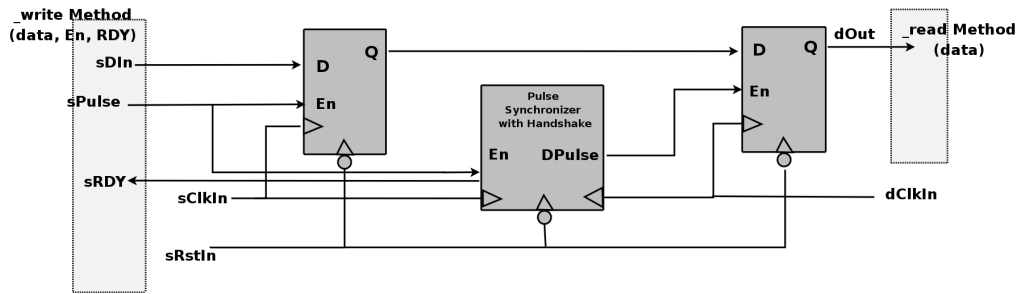 _write Method
(data, En, RDY)
sDIn
sPulse
sRDY
sClkIn
sRstIn
D
Q
En
Pulse
Synchronizer
with Handshake
En
DPulse
D
Q
En
dOut
_read Method
(data)
dClkIn